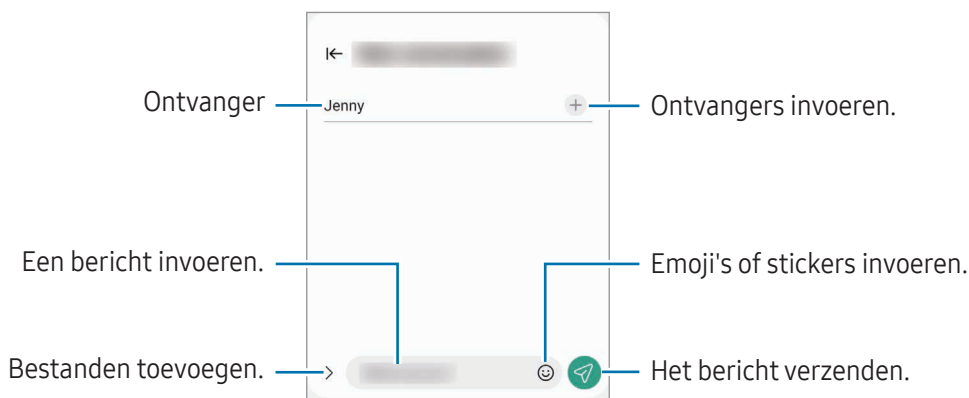 Ontvanger
Jenny
Ontvangers invoeren.
Een bericht invoeren.
Emoji's of stickers invoeren.
Bestanden toevoegen.
Het bericht verzenden.